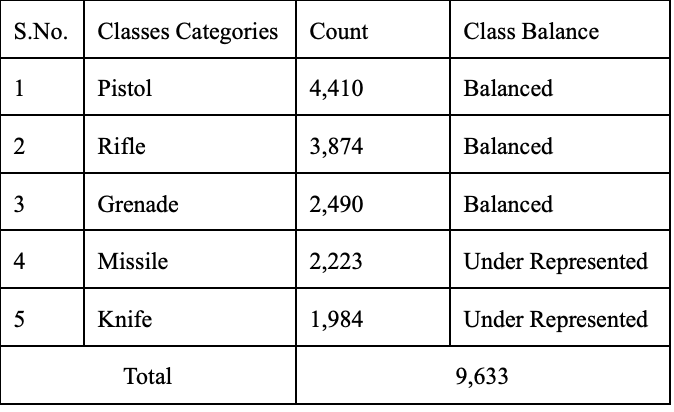 S.No. Classes Categories Count Class Balance
1 Pistol 4,410 Balanced
2 Rifle 3,874 Balanced
3 Grenade 2,490 Balanced
4 Missile 2,223 Under Represented
5 Knife 1,984 Under Represented
Total 9,633